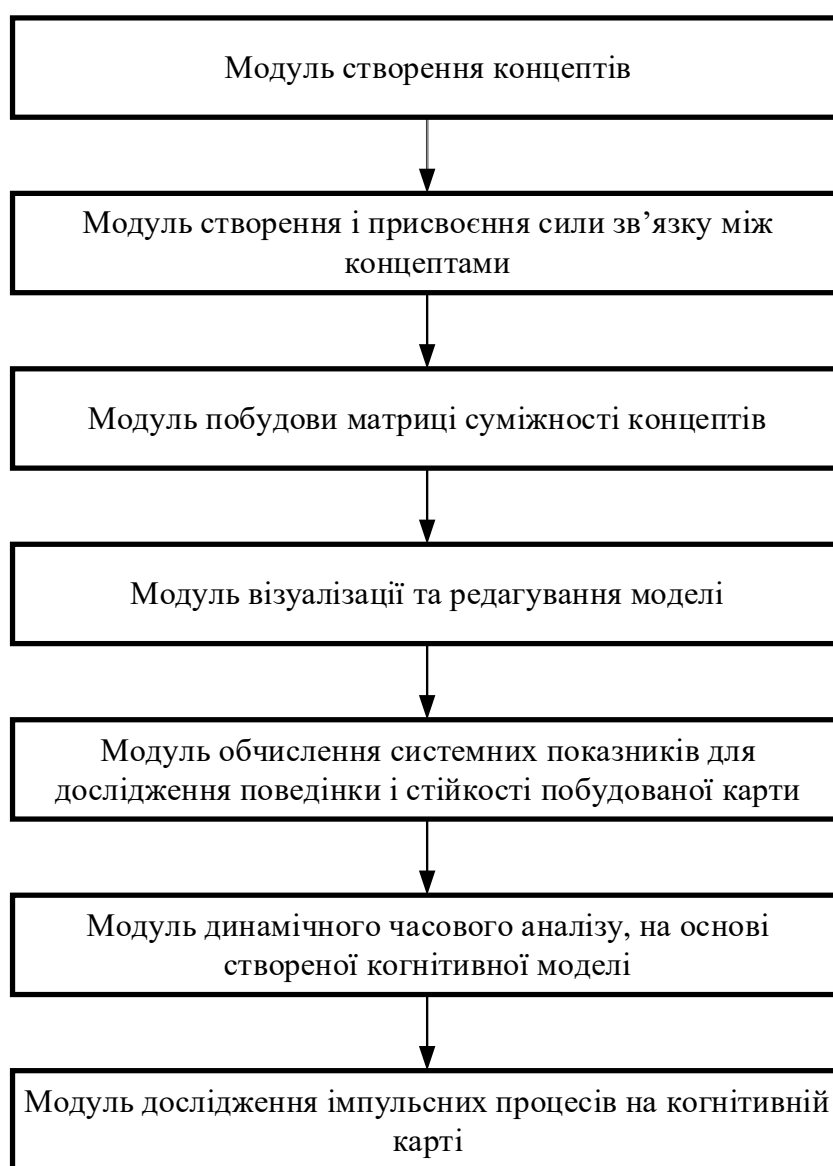 Модуль створення концептів
Модуль створення і присвоєння сили зв’язку між
концептами
Модуль побудови матриці суміжності концептів
Модуль візуалізації та редагування моделі
Модуль обчислення системних показників для
дослідження поведінки і стійкості побудованої карти
Модуль динамічного часового аналізу, на основі
створеної когнітивної моделі
Модуль дослідження імпульсних процесів на когнітивній
карті